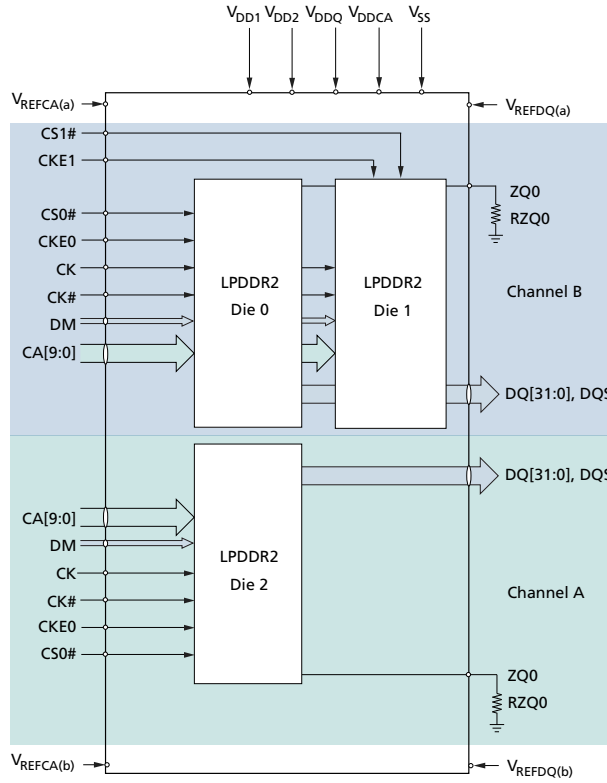 VDD1 VDD2 VDDQ VDDCA VSS
VREFCA(a)
VREFDQ(a)
CS1#
CKE1
CS0#
CKE0
CK
CK#
DM
CA[9:0]
LPDDR2
Die 0
LPDDR2
Die 1
ZQ0
RZQ0
Channel B
DQ[31:0], DQS
CA[9:0]
DM
CK
CK#
CKE0
CS0#
LPDDR2
Die 2
DQ[31:0], DQS
Channel A
ZQ0
RZQ0
VREFCA(b)
VREFDQ(b)